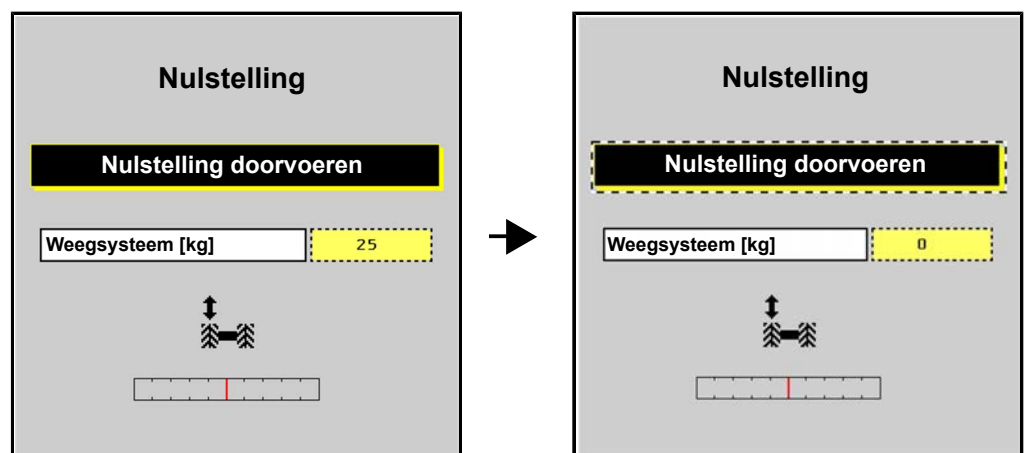 Nulstelling
Nulstelling doorvoeren
Weegsysteem [kg] 25
Nulstelling
Nulstelling doorvoeren
Weegsysteem [kg] 0